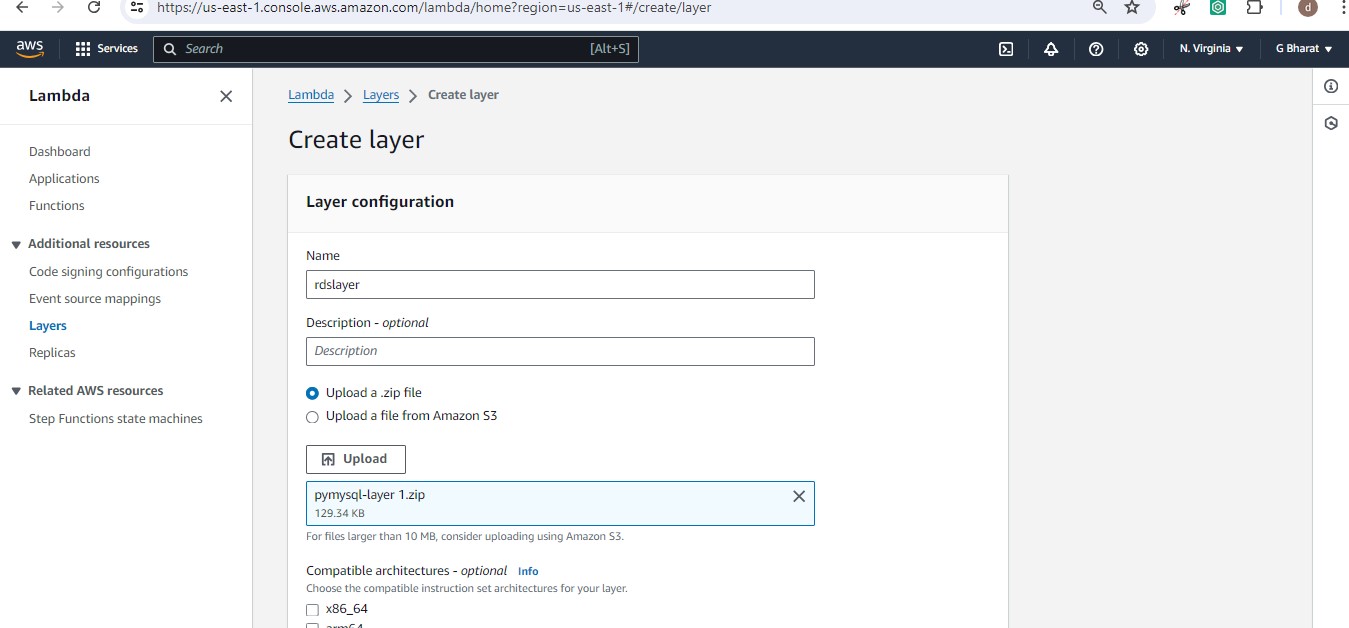 https://us-east-1.console.aws.amazon.com/lambda/home?region=us-east-1#/create/layer
d
aws
Services
Search
[Alt+S]
N. Virginia
G Bharat
Lambda
Lambda
Layers
Create layer
Create layer
Dashboard
Applications
Functions
Additional resources
Code signing configurations
Event source mappings
Layers
Replicas
Related AWS resources
Step Functions state machines
Layer configuration
Name
rdslayer
Description - optional
Description
Upload a .zip file
Upload a file from Amazon S3
Upload
pymysql-layer 1.zip
129.34 KB
For files larger than 10 MB, consider uploading using Amazon S3.
Compatible architectures - optional Info
Choose the compatible instruction set architectures for your layer.
x86_64
arm64